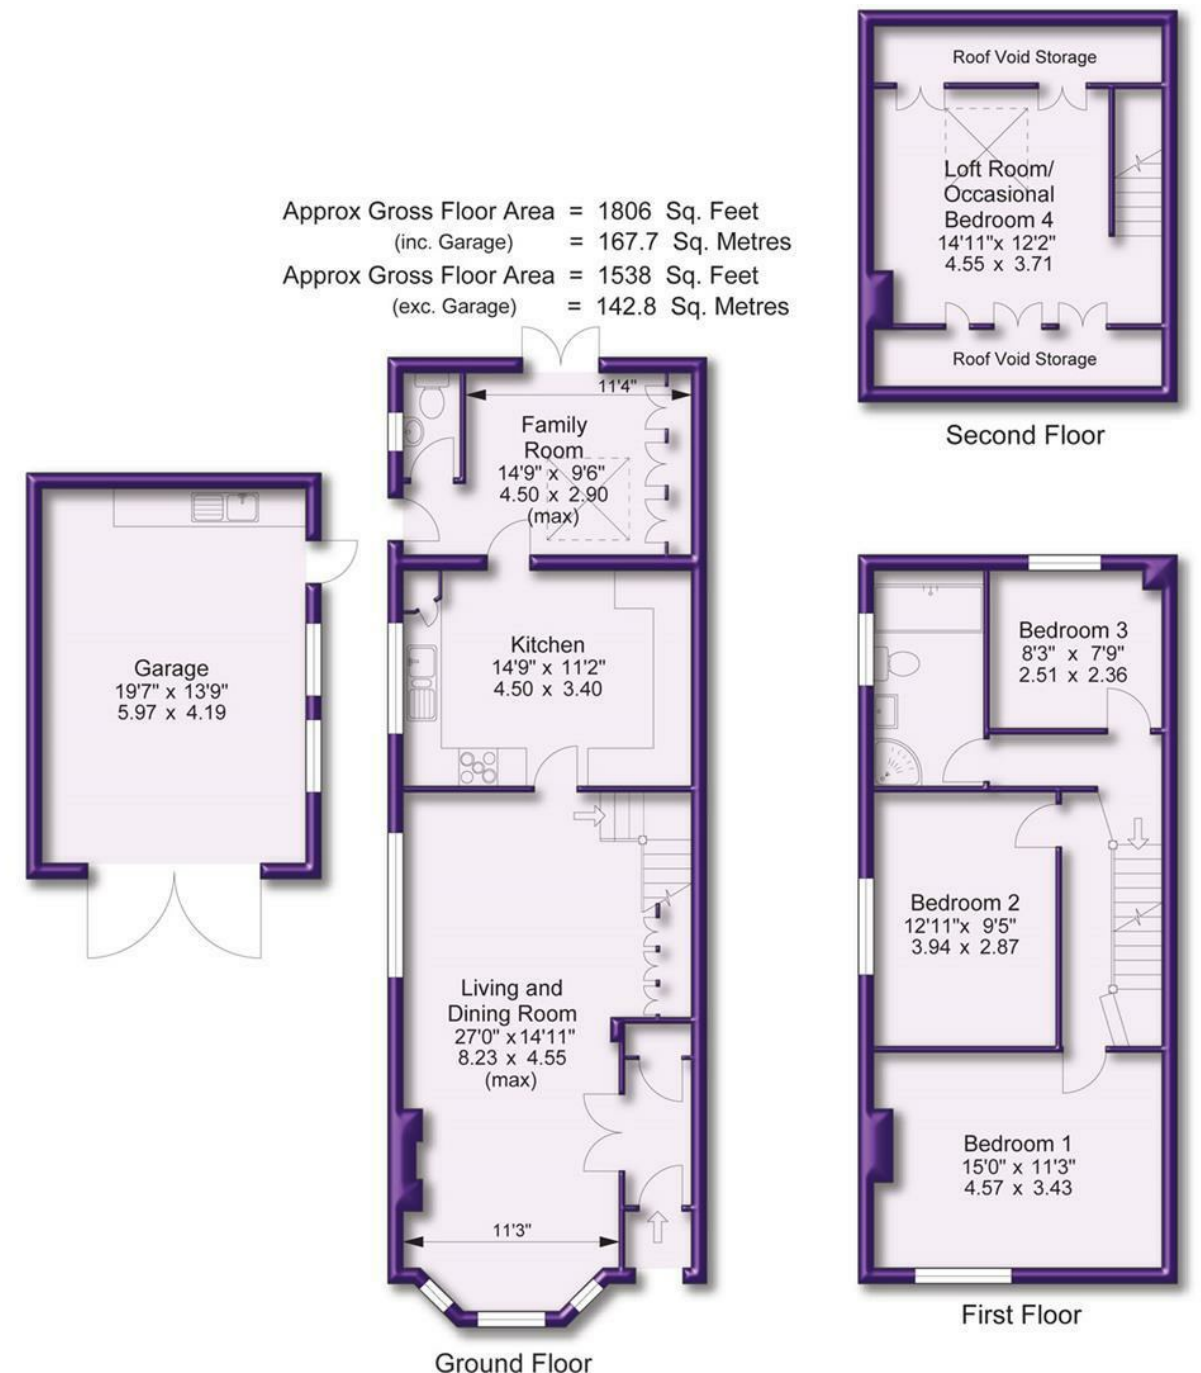 Roof Void Storage
Loft Room/
Occasional
Bedroom 4
14'11"x 12'2"
4.55 x 3.71
Roof Void Storage
Second Floor
Approx Gross Floor Area = 1806 Sq. Feet
(inc. Garage) = 167.7 Sq. Metres
Approx Gross Floor Area = 1538 Sq. Feet
(exc. Garage) = 142.8 Sq. Metres
11'4"
Family
Room
14'9" x 9'6"
4.50 x 2.90
(max)
Garage
19'7" x 13'9"
5.97 x 4.19
Kitchen
14'9" x 11'2"
4.50 x 3.40
Living and
Dining Room
27'0" x 14'11"
8.23 x 4.55
(max)
11'3"
Ground Floor
Bedroom 3
8'3" x 7'9"
2.51 x 2.36
Bedroom 2
12'11"x 9'5"
3.94 x 2.87
Bedroom 1
15'0" x 11'3"
4.57 x 3.43
First Floor